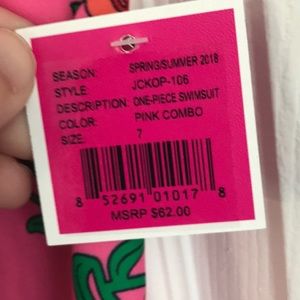 SEASON: SPRING/SUMMER 2018
STYLE: JCKOP-106
DESCRIPTION: ONE-PIECE SWIMSUIT
COLOR: PINK COMBO
SIZE: 7
8 52691 01017 8
MSRP $62.00